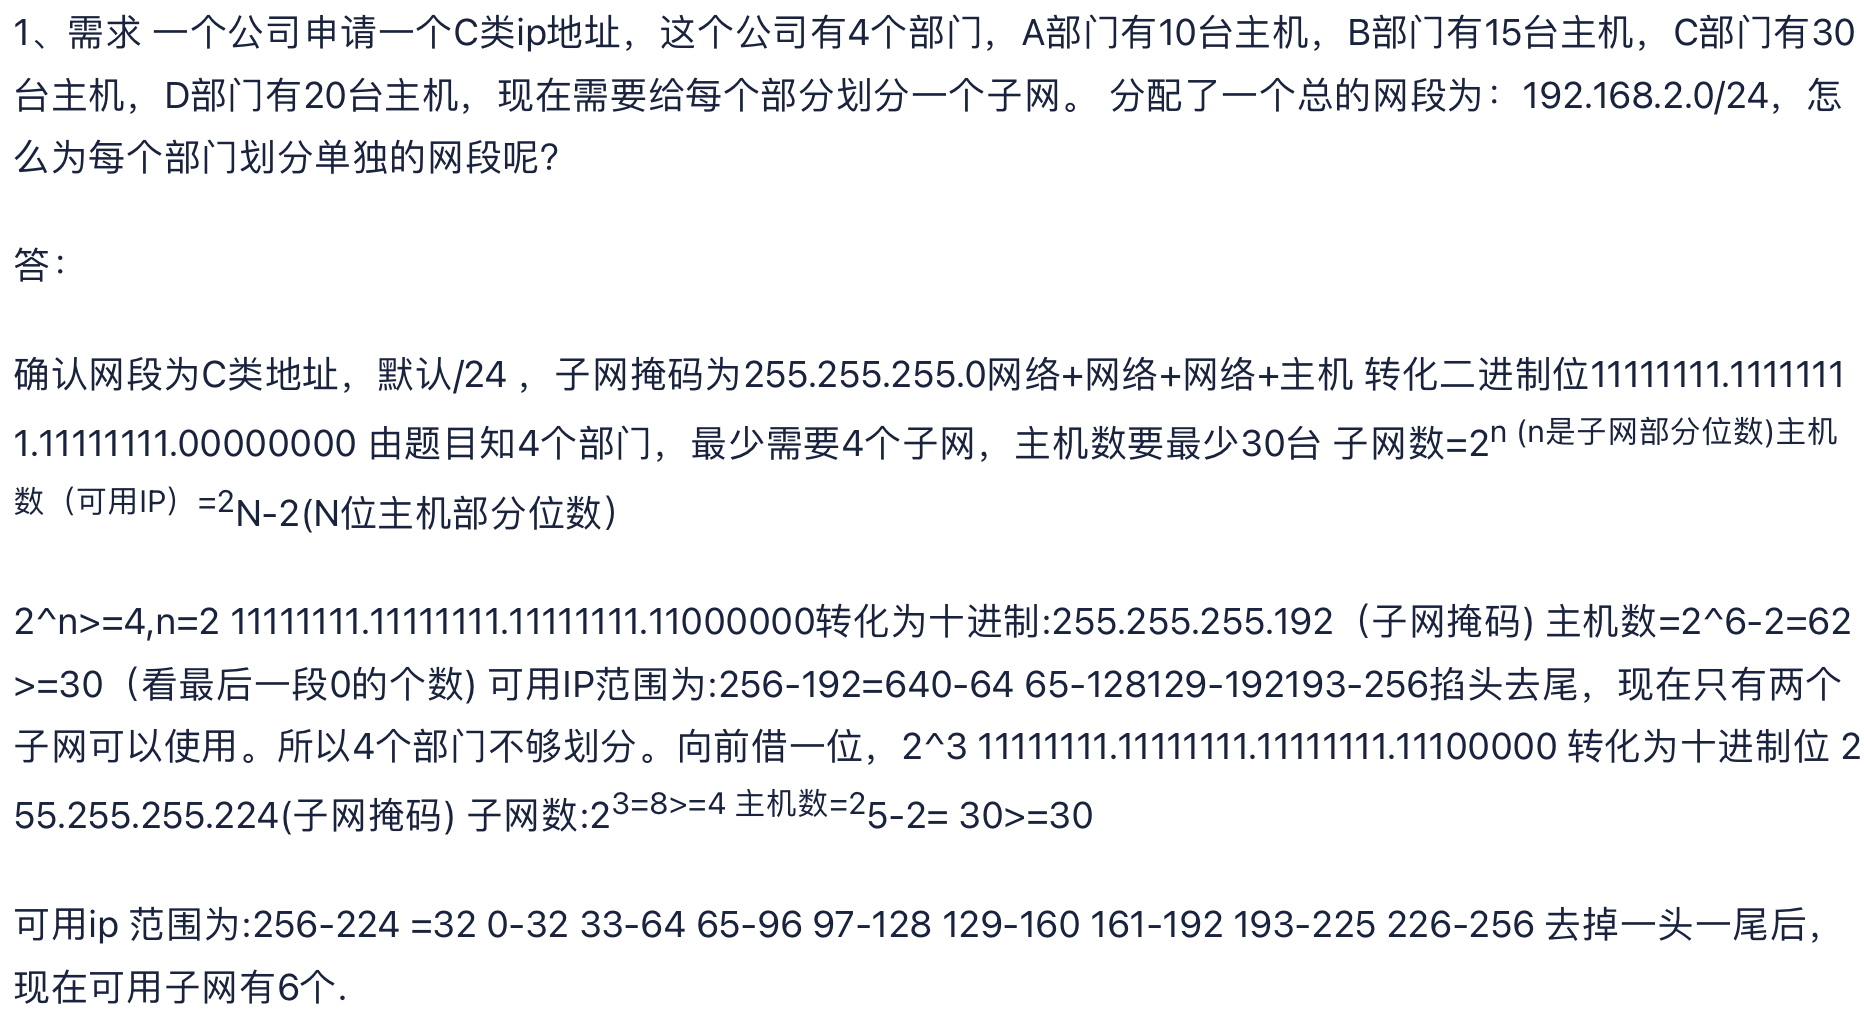 1、需求 一个公司申请一个C类ip地址，这个公司有4个部门，A部门有10台主机，B部门有15台主机，C部门有30
台主机，D部门有20台主机，现在需要给每个部分划分一个子网。 分配了一个总的网段为：192.168.2.0/24，怎
么为每个部门划分单独的网段呢?
答：
确认网段为C类地址，默认/24 ，子网掩码为255.255.255.0网络+网络+网络+主机 转化二进制位11111111.1111111
1.11111111.00000000 由题目知4个部门，最少需要4个子网，主机数要最少30台 子网数=2n (n是子网部分位数)主机
数（可用IP）=2N-2(N位主机部分位数）
2^n>=4,n=2 11111111.11111111.11111111.11000000转化为十进制:255.255.255.192（子网掩码) 主机数=2^6-2=62
>=30（看最后一段0的个数) 可用IP范围为:256-192=640-64 65-128129-192193-256掐头去尾，现在只有两个
子网可以使用。所以4个部门不够划分。向前借一位，2^3 11111111.11111111.11111111.11100000 转化为十进制位 2
55.255.255.224(子网掩码) 子网数:23=8>=4 主机数=25-2= 30>=30
可用ip 范围为:256-224 =32 0-32 33-64 65-96 97-128 129-160 161-192 193-225 226-256 去掉一头一尾后，
现在可用子网有6个.